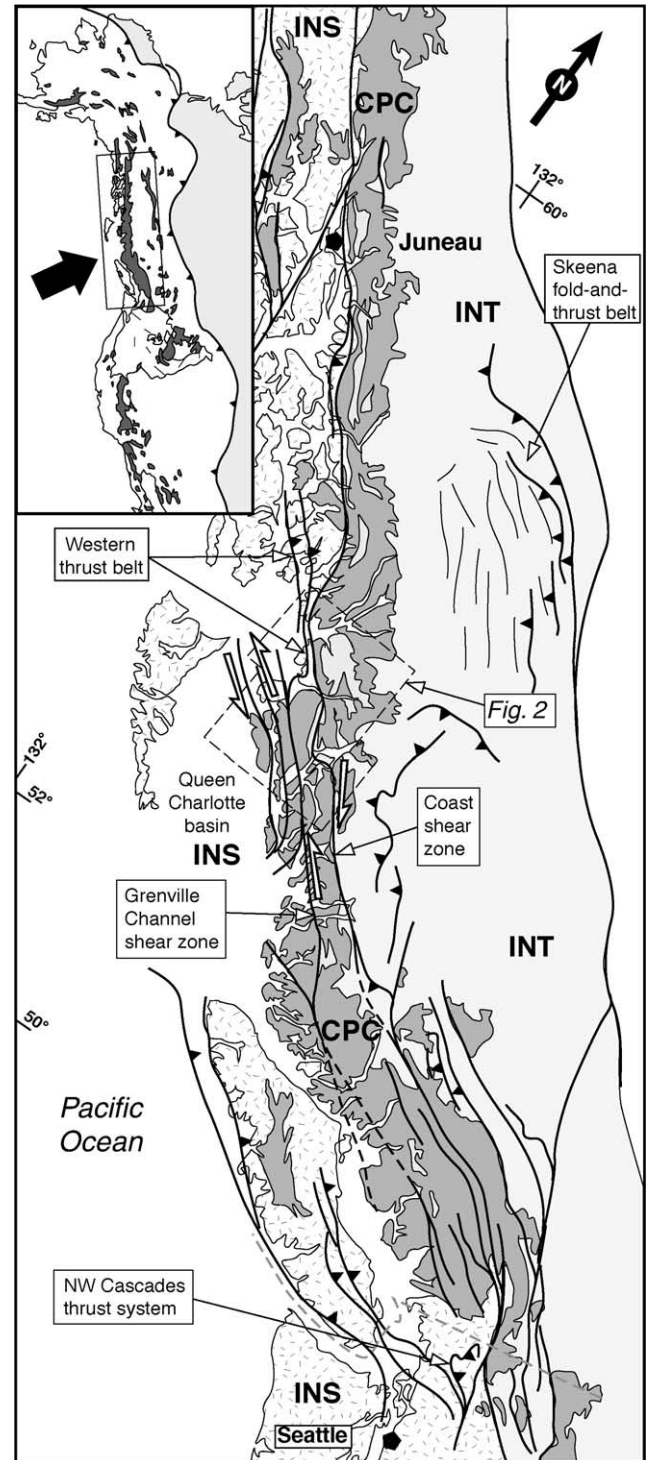 INS
CPC
N
132°
60°
Juneau
Skeena
fold-and-
thrust belt
INT
Western
thrust belt
Fig. 2
132°
52°
Queen
Charlotte
basin
Coast
shear
zone
INS
Grenville
Channel
shear zone
INT
50°
CPC
Pacific
Ocean
NW Cascades
thrust system
INS
Seattle